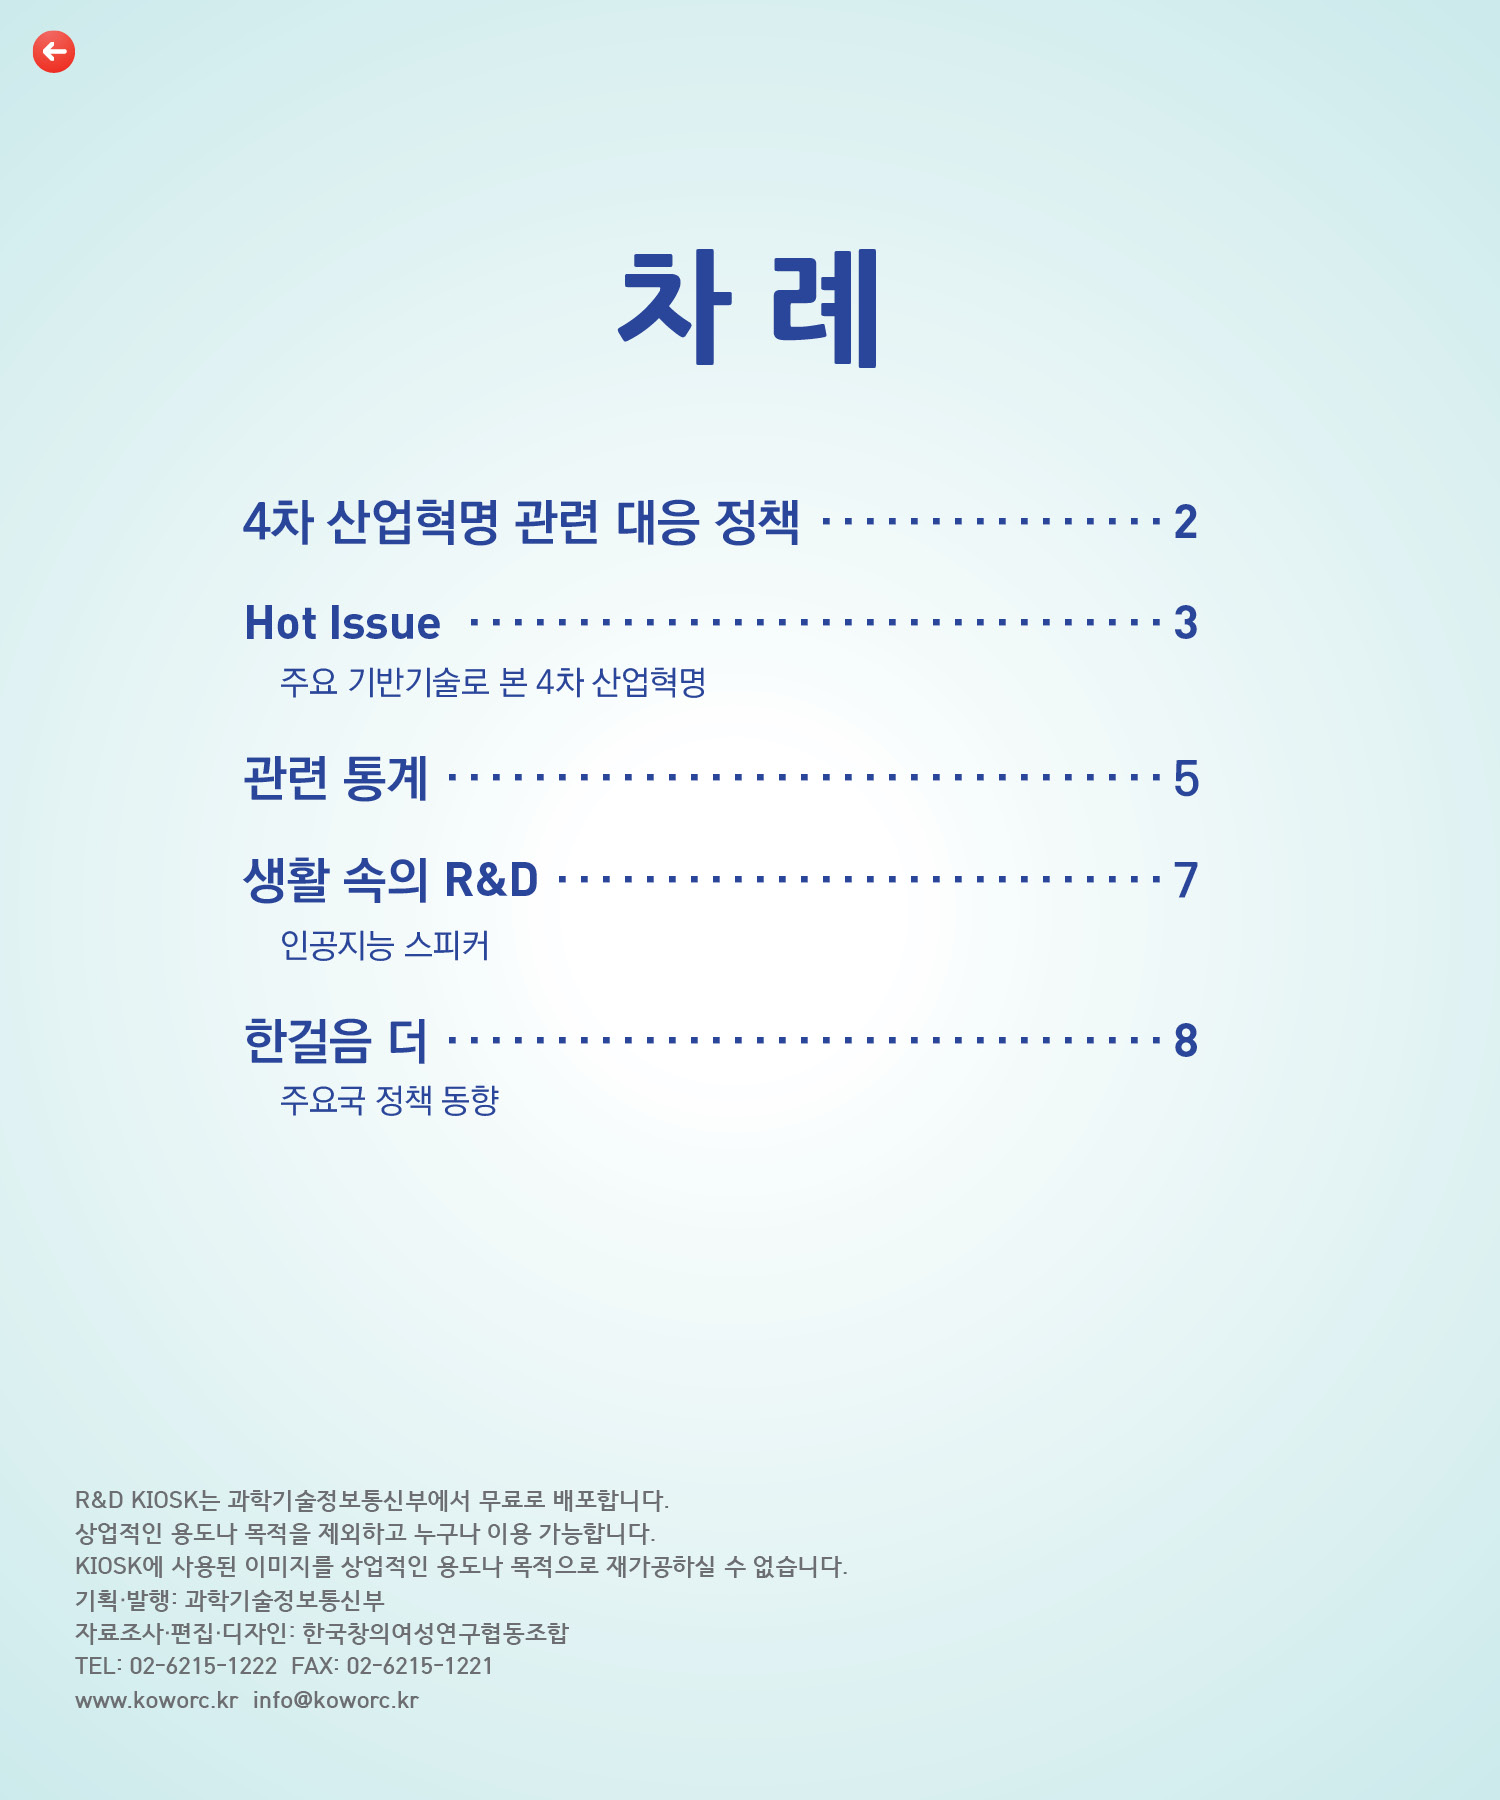 차 례
4차 산업혁명 관련 대응 정책 ················ 2
Hot Issue ································ 3
주요 기반기술로 본 4차 산업혁명
관련 통계 ································· 5
생활 속의 R&D ···························· 7
인공지능 스피커
한걸음 더 ································· 8
주요국 정책 동향
R&D KIOSK는 과학기술정보통신부에서 무료로 배포합니다.
상업적인 용도나 목적을 제외하고 누구나 이용 가능합니다.
KIOSK에 사용된 이미지를 상업적인 용도나 목적으로 재가공하실 수 없습니다.
기획·발행: 과학기술정보통신부
자료조사·편집·디자인: 한국창의여성연구협동조합
TEL: 02-6215-1222 FAX: 02-6215-1221
www.koworc.kr info@koworc.kr